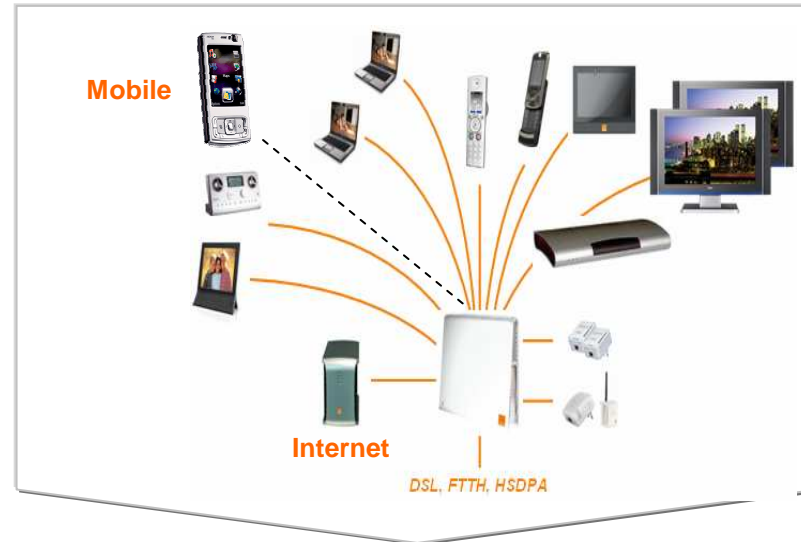 Mobile
Internet
DSL, FTTH, HSDPA